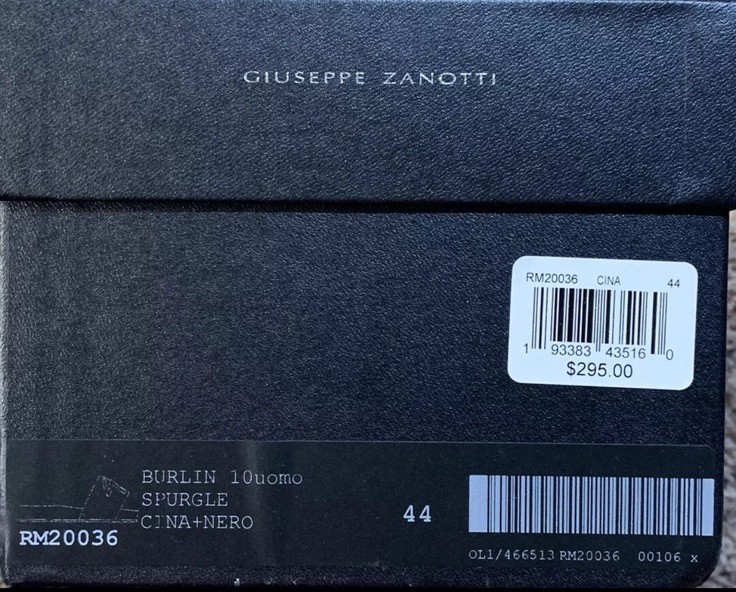 GIUSEPPE ZANOTTI
RM20036 CINA 44
1 93383 43516 0
$295.00
BURLIN 10uomo
SPURGLE
CINA+NERO
44
RM20036
OL1/466513 RM20036 00106 x